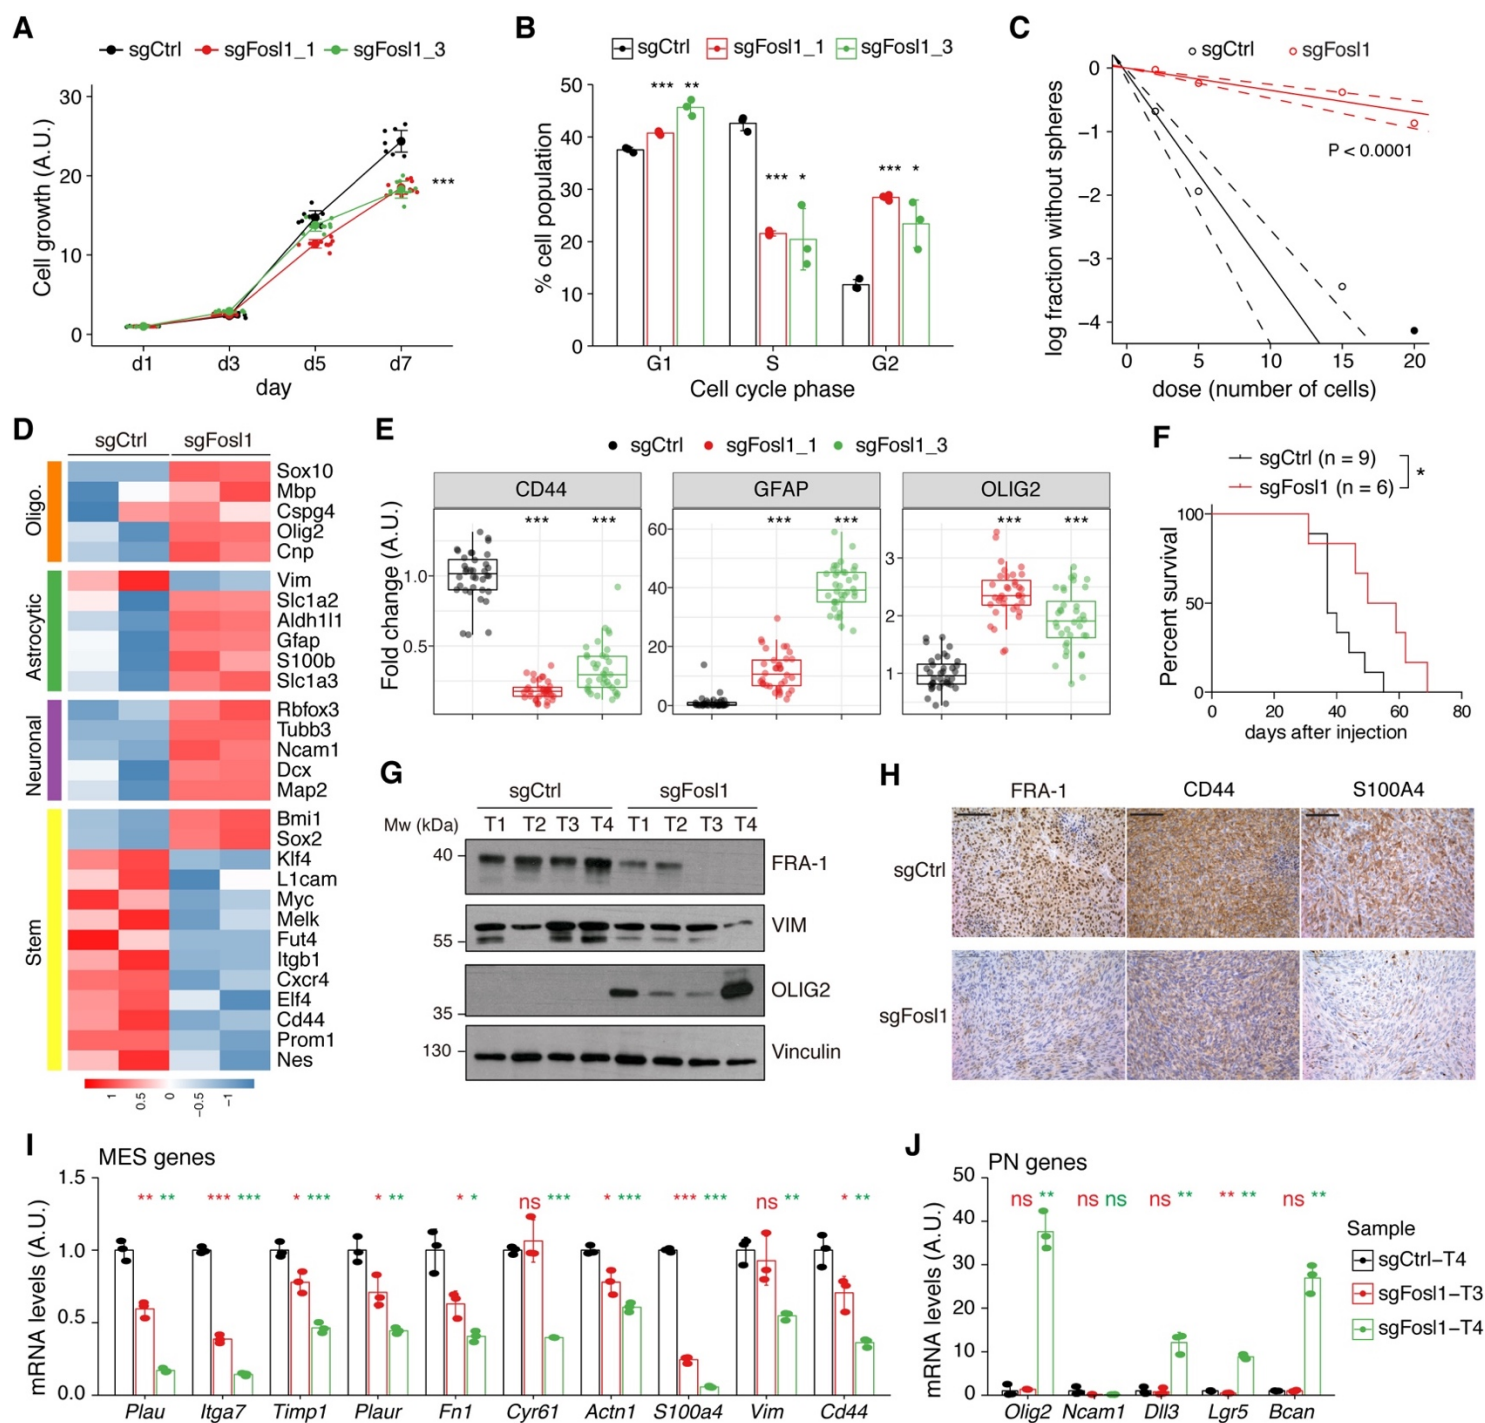 A
sgCtrl sgFosl1_1 sgFosl1_3
Cell growth (A.U.)
30
20
10
0
d1 d3 d5 d7
***
day
B
sgCtrl sgFosl1_1 sgFosl1_3
% cell population
50
40
30
20
10
0
*** **
*** *
*** *
G1 S G2
Cell cycle phase
C
sgCtrl sgFosl1
log fraction without spheres
0
−1
−2
−3
−4
P < 0.0001
0 5 10 15 20
dose (number of cells)
D
sgCtrl sgFosl1
Oligo.
Sox10
Mbp
Cspg4
Olig2
Cnp
Astrocytic
Vim
Slc1a2
Aldh1l1
Gfap
S100b
Slc1a3
Neuronal
Rbfox3
Tubb3
Ncam1
Dcx
Map2
Stem
Bmi1
Sox2
Klf4
L1cam
Myc
Melk
Fut4
Itgb1
Cxcr4
Elf4
Cd44
Prom1
Nes
1 0.5 0 −0.5 −1
E
sgCtrl sgFosl1_1 sgFosl1_3
CD44 GFAP OLIG2
Fold change (A.U.)
*** *** *** *** *** ***
1.0
0.5
60
40
20
0
3
2
1
F
sgCtrl (n = 9)
sgFosl1 (n = 6)
*
Percent survival
100
50
0
0 20 40 60 80
days after injection
G
sgCtrl sgFosl1
Mw (kDa) T1 T2 T3 T4 T1 T2 T3 T4
40 FRA-1
VIM
55
OLIG2
35
130 Vinculin
H
FRA-1 CD44 S100A4
sgCtrl
sgFosl1
I
MES genes
mRNA levels (A.U.)
1.5
1.0
0.5
0.0
** ** *** *** * *** * ** * * ns *** * *** *** *** ns ** * **
Plau Itga7 Timp1 Plaur Fn1 Cyr61 Actn1 S100a4 Vim Cd44
J
PN genes
mRNA levels (A.U.)
50
40
30
20
10
0
ns ** ns ns ns ** ** ** ns **
Olig2 Ncam1 Dll3 Lgr5 Bcan
Sample
sgCtrl−T4
sgFosl1−T3
sgFosl1−T4